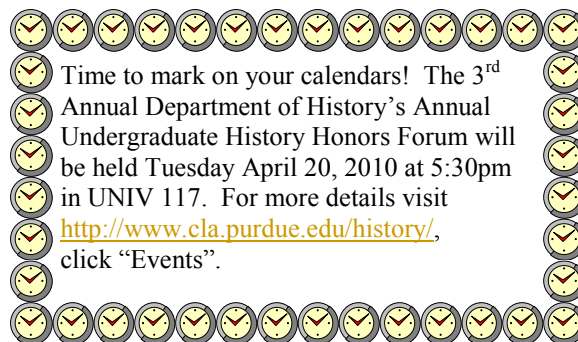 Time to mark on your calendars!  The 3rd
Annual Department of History’s Annual
Undergraduate History Honors Forum will
be held Tuesday April 20, 2010 at 5:30pm
in UNIV 117.  For more details visit
http://www.cla.purdue.edu/history/,
click “Events”.